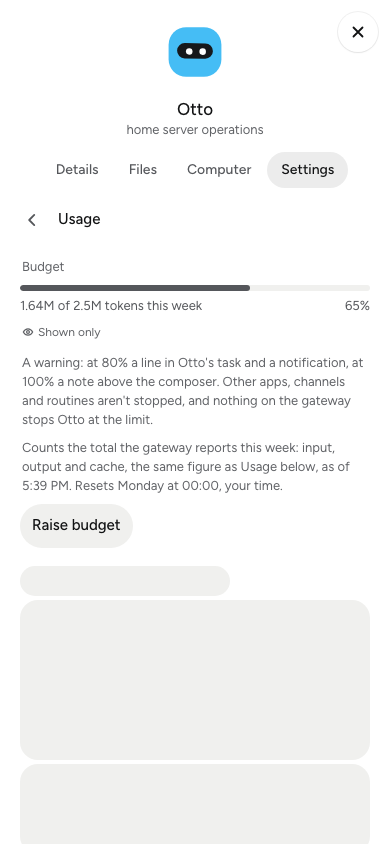 Otto
home server operations
Details Files Computer Settings
Usage
Budget
1.64M of 2.5M tokens this week 65%
Shown only
A warning: at 80% a line in Otto's task and a notification, at
100% a note above the composer. Other apps, channels
and routines aren't stopped, and nothing on the gateway
stops Otto at the limit.
Counts the total the gateway reports this week: input,
output and cache, the same figure as Usage below, as of
5:39 PM. Resets Monday at 00:00, your time.
Raise budget